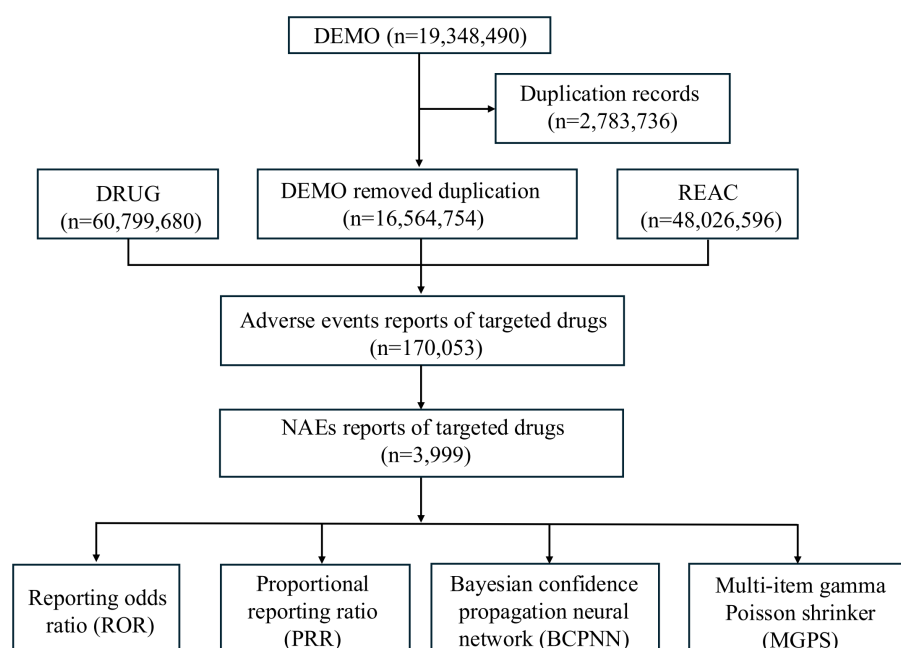 DEMO (n=19,348,490)
Duplication records
(n=2,783,736)
DRUG
(n=60,799,680)
DEMO removed duplication
(n=16,564,754)
REAC
(n=48,026,596)
Adverse events reports of targeted drugs
(n=170,053)
NAEs reports of targeted drugs
(n=3,999)
Reporting odds
ratio (ROR)
Proportional
reporting ratio
(PRR)
Bayesian confidence
propagation neural
network (BCPNN)
Multi-item gamma
Poisson shrinker
(MGPS)